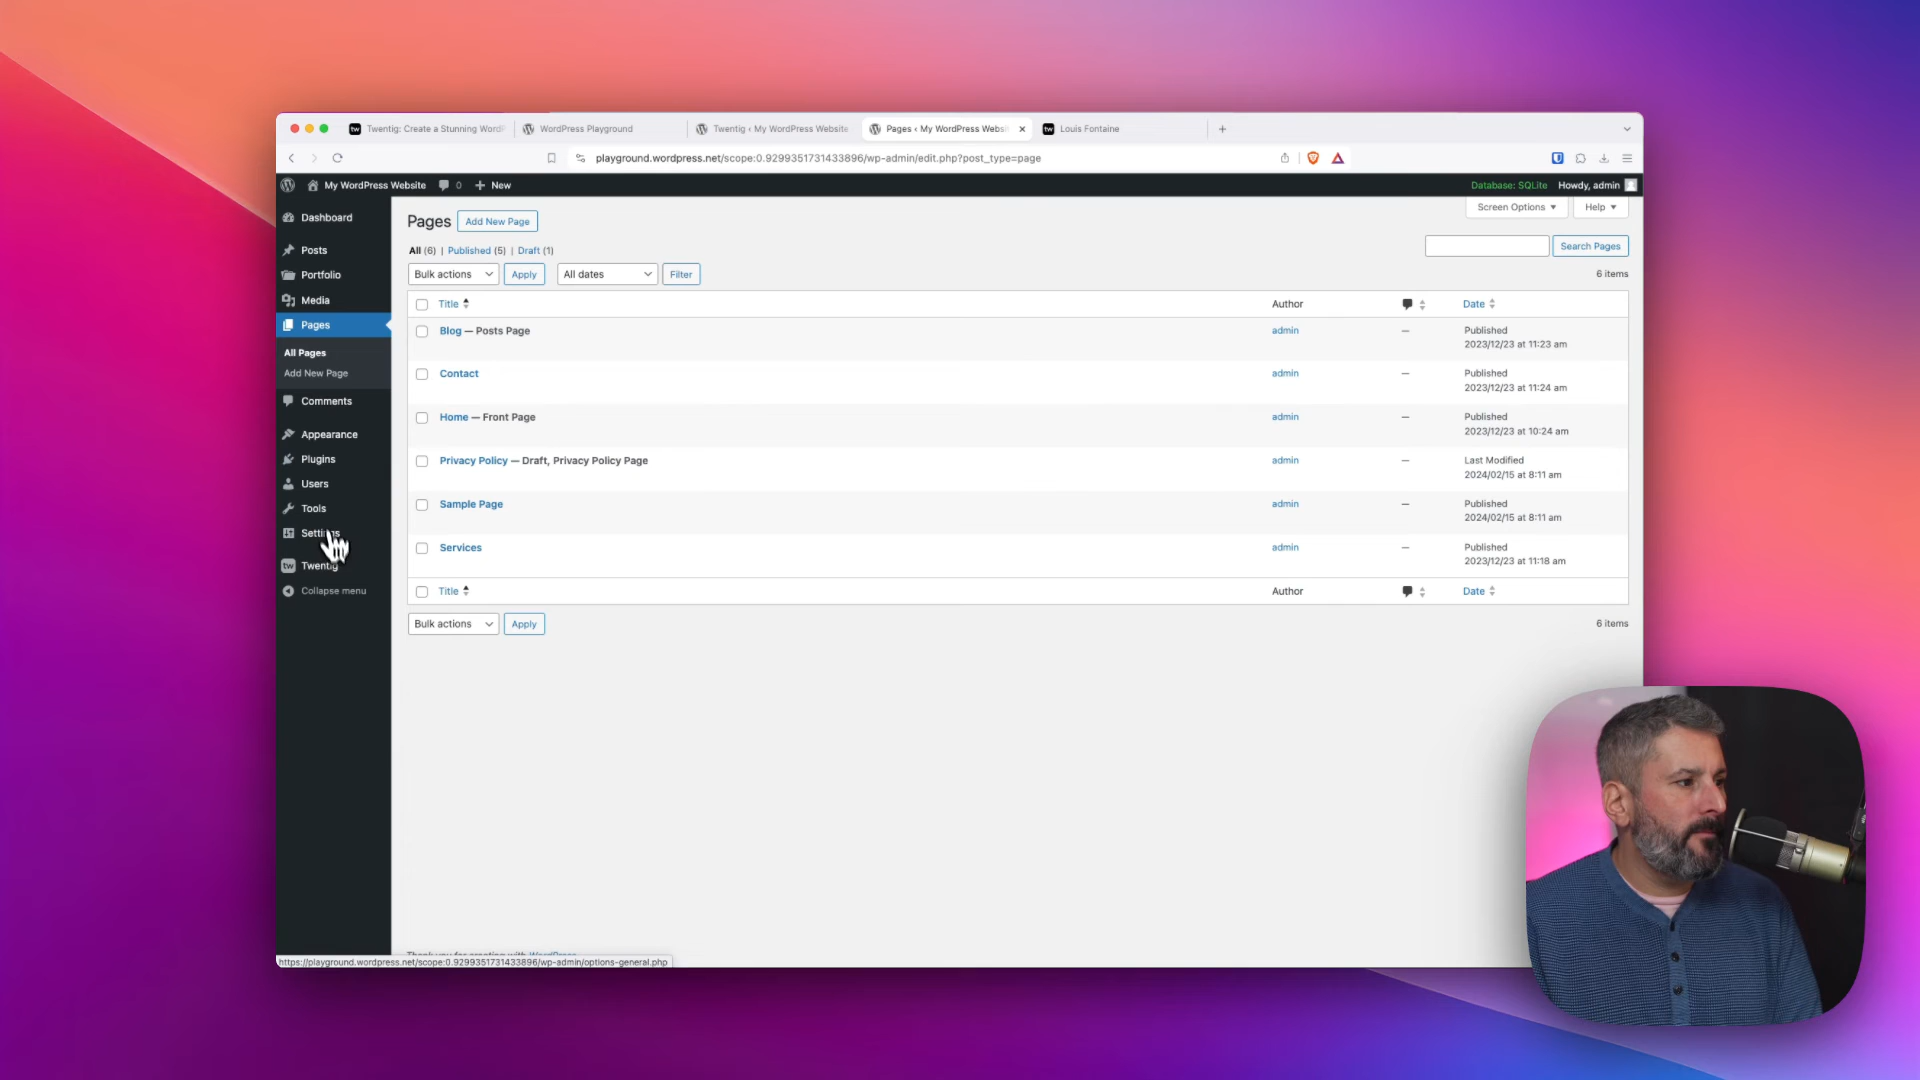 Twentig: Create a Stunning WordP
WordPress Playground
Twentig ‹ My WordPress Website
Pages ‹ My WordPress Websi
Louis Fontaine
playground.wordpress.net/scope:0.9299351731433896/wp-admin/edit.php?post_type=page
My WordPress Website
0
New
Database: SQLite
Howdy, admin
Dashboard
Posts
Portfolio
Media
Pages
All Pages
Add New Page
Comments
Appearance
Plugins
Users
Tools
Settings
Twentig
Collapse menu
Pages
Add New Page
Screen Options
Help
All (6) | Published (5) | Draft (1)
Search Pages
Bulk actions
Apply
All dates
Filter
6 items
Title
Author
Date
Blog — Posts Page
admin
—
Published
2023/12/23 at 11:23 am
Contact
admin
—
Published
2023/12/23 at 11:24 am
Home — Front Page
admin
—
Published
2023/12/23 at 10:24 am
Privacy Policy — Draft, Privacy Policy Page
admin
—
Last Modified
2024/02/15 at 8:11 am
Sample Page
admin
—
Published
2024/02/15 at 8:11 am
Services
admin
—
Published
2023/12/23 at 11:18 am
Title
Author
Date
Bulk actions
Apply
6 items
Thank you for creating with WordPress
https://playground.wordpress.net/scope:0.9299351731433896/wp-admin/options-general.php